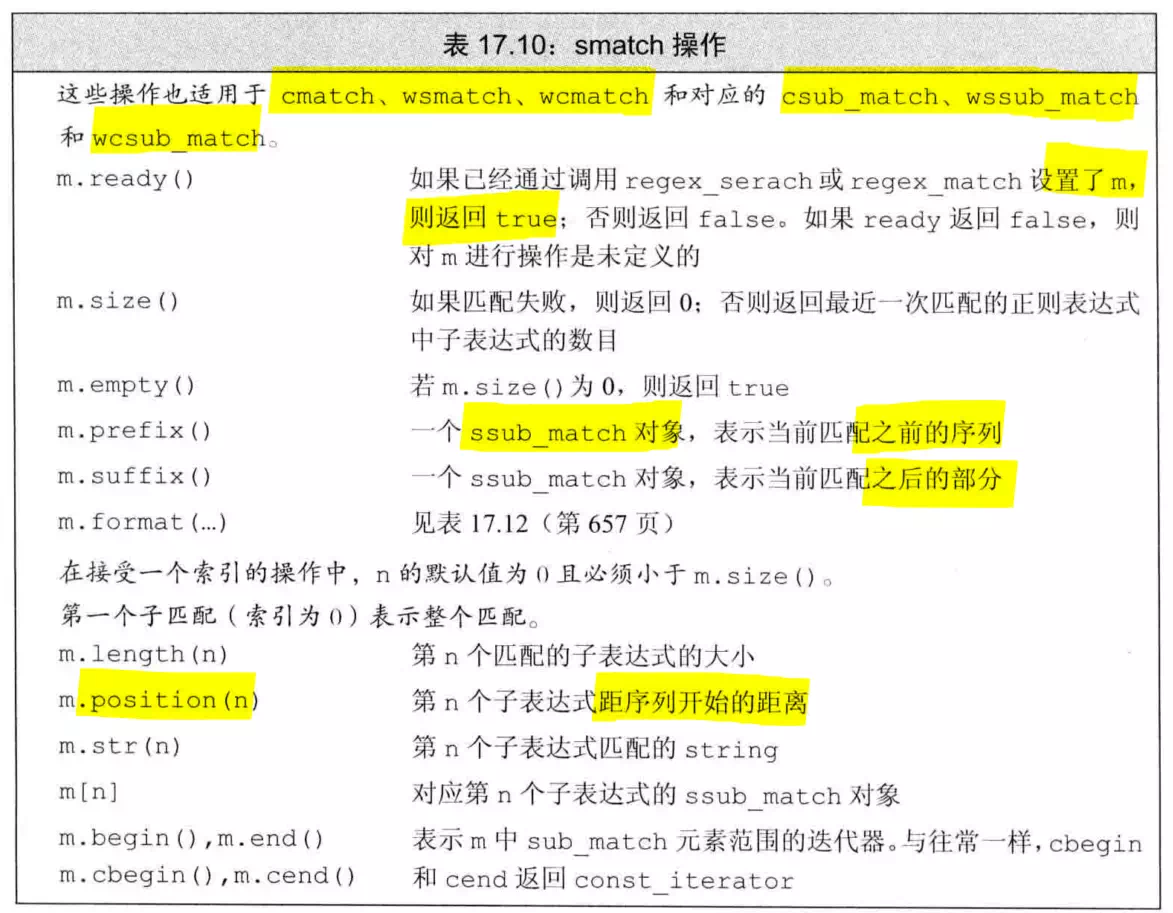 表 17.10：smatch 操作
这些操作也适用于 cmatch、wsmatch、wcmatch 和对应的 csub_match、wssub_match
和 wcsub_match。
m.ready() 如果已经通过调用 regex_serach 或 regex_match 设置了 m，
则返回 true；否则返回 false。如果 ready 返回 false，则
对 m 进行操作是未定义的
m.size() 如果匹配失败，则返回 0；否则返回最近一次匹配的正则表达式
中子表达式的数目
m.empty() 若 m.size()为 0，则返回 true
m.prefix() 一个 ssub_match 对象，表示当前匹配之前的序列
m.suffix() 一个 ssub_match 对象，表示当前匹配之后的部分
m.format(…) 见表 17.12（第 657 页）
在接受一个索引的操作中，n 的默认值为 0 且必须小于 m.size()。
第一个子匹配（索引为 0）表示整个匹配。
m.length(n) 第 n 个匹配的子表达式的大小
m.position(n) 第 n 个子表达式距序列开始的距离
m.str(n) 第 n 个子表达式匹配的 string
m[n] 对应第 n 个子表达式的 ssub_match 对象
m.begin(),m.end() 表示 m 中 sub_match 元素范围的迭代器。与往常一样，cbegin
m.cbegin(),m.cend() 和 cend 返回 const_iterator